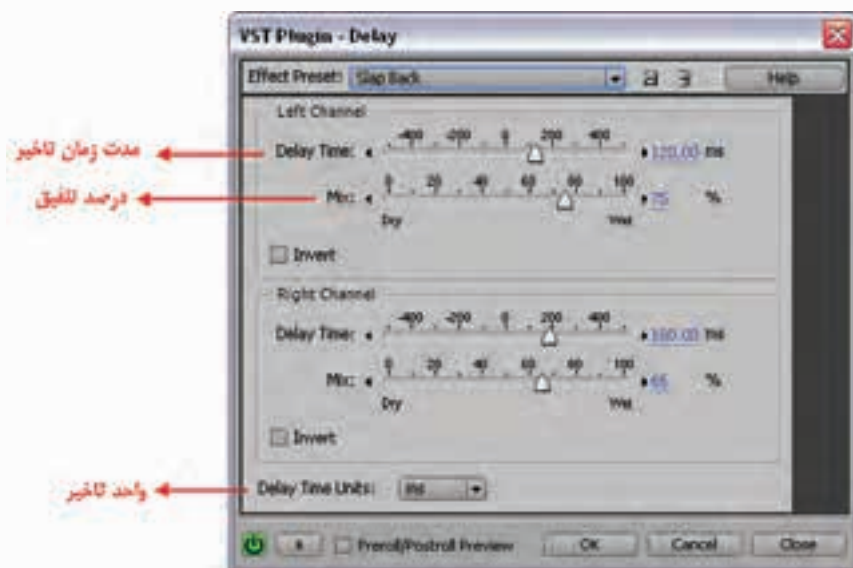 VST Plugin - Delay
Effect Preset: Slap Back Help
Left Channel
-400 -200 0 200 400
مدت زمان تاخیر Delay Time: 120.00 ms
0 20 40 60 80 100
درصد تلفیق Mix: 75 %
Dry Wet
Invert
Right Channel
-400 -200 0 200 400
Delay Time: ms
0 20 40 60 80 100
Mix: 65 %
Dry Wet
Invert
واحد تاخیر Delay Time Units: ms
Preroll/Postroll Preview OK Cancel Close